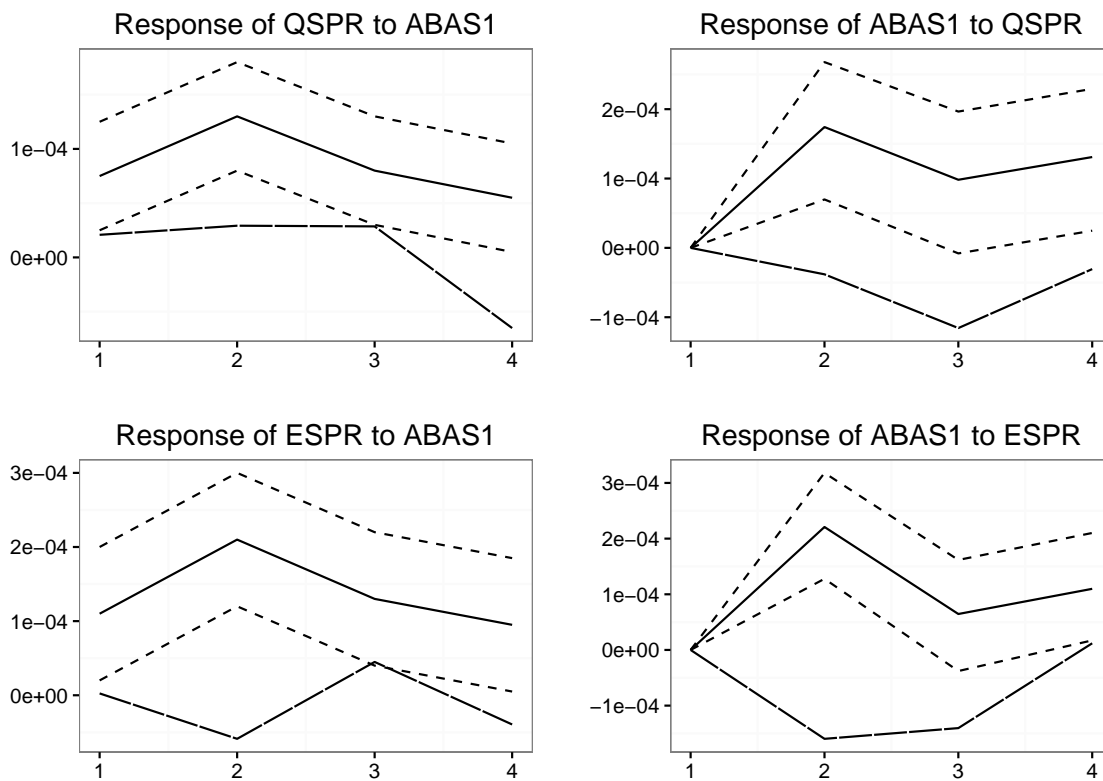 Response of QSPR to ABAS1
1e−04
0e+00
1 2 3 4
Response of ABAS1 to QSPR
2e−04
1e−04
0e+00
−1e−04
1 2 3 4
Response of ESPR to ABAS1
3e−04
2e−04
1e−04
0e+00
1 2 3 4
Response of ABAS1 to ESPR
3e−04
2e−04
1e−04
0e+00
−1e−04
1 2 3 4